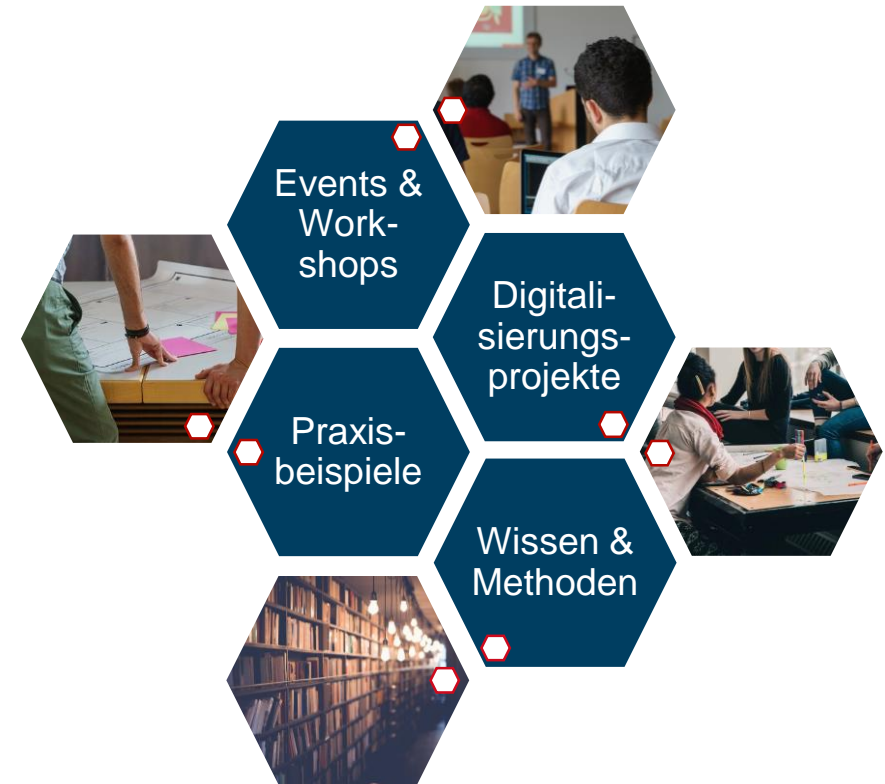 Events &
Work-
shops
Digitali-
sierungs-
projekte
Praxis-
beispiele
Wissen &
Methoden